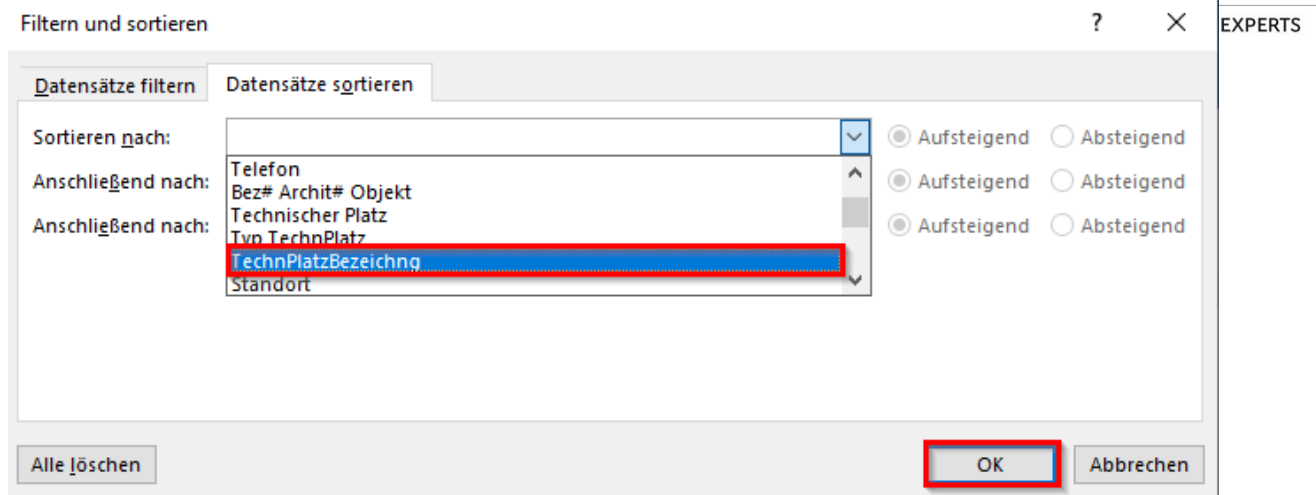 Filtern und sortieren ?
EXPERTS
Datensätze filtern Datensätze sortieren
Sortieren nach: Aufsteigend Absteigend
Telefon
Anschließend nach: Aufsteigend Absteigend
Bez# Archit# Objekt
Technischer Platz
Anschließend nach: Aufsteigend Absteigend
Typ TechnPlatz
TechnPlatzBezeichng
Standort
Alle löschen OK Abbrechen